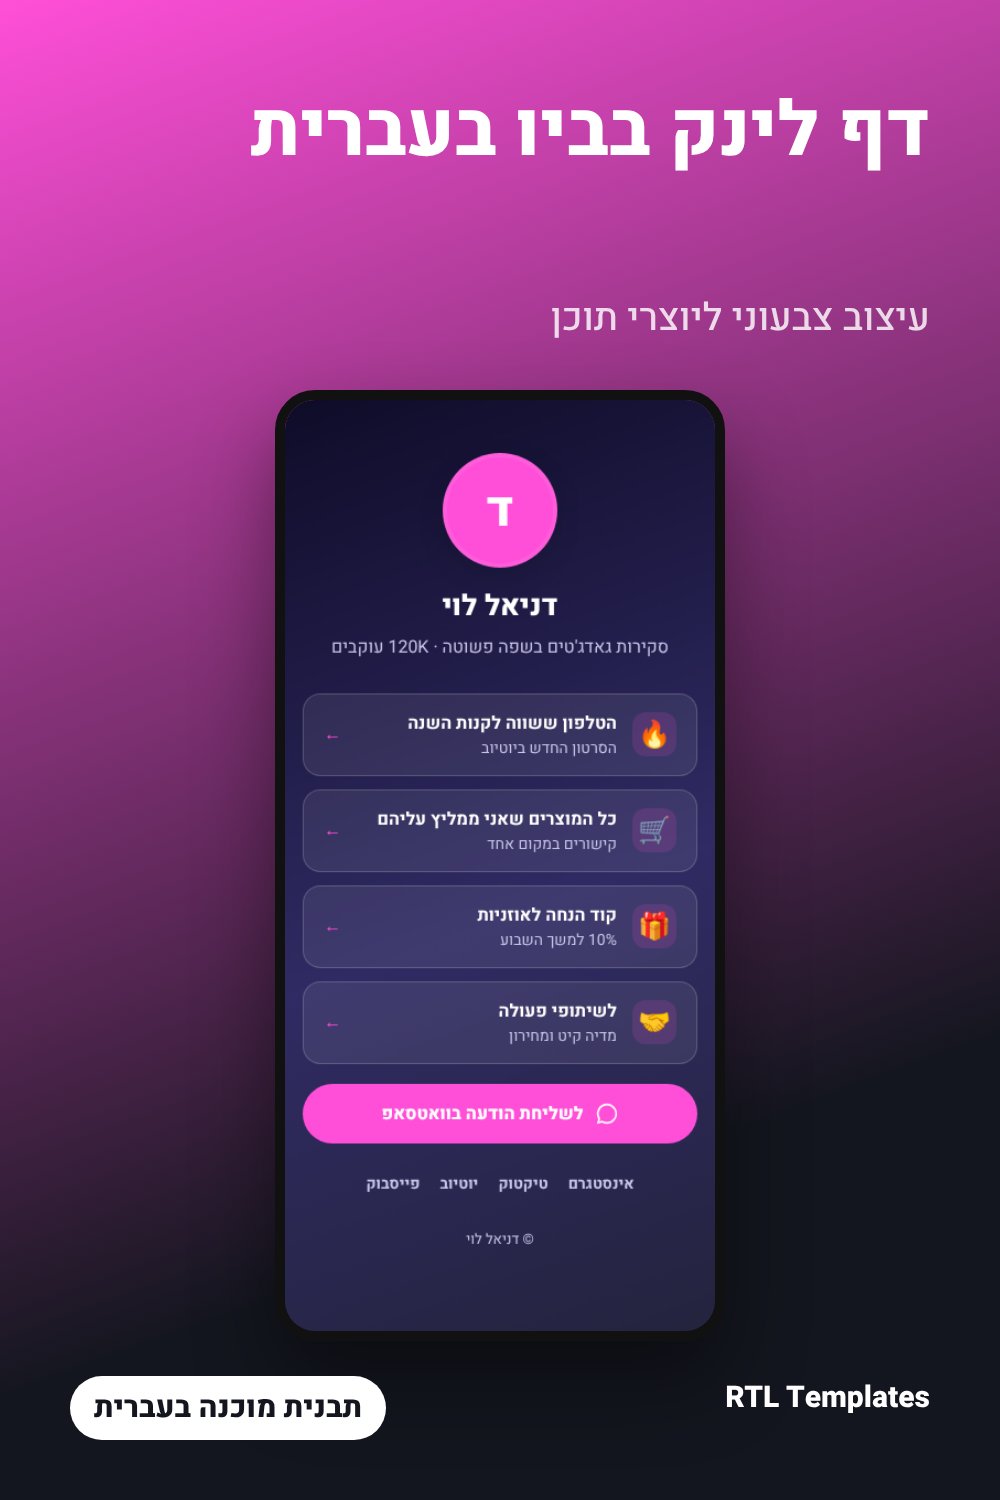 דף לינק בביו בעברית
עיצוב צבעוני ליוצרי תוכן
ד
דניאל לוי
סקירות גאדג'טים בשפה פשוטה · 120K עוקבים
הטלפון ששווה לקנות השנה
הסרטון החדש ביוטיוב
←
כל המוצרים שאני ממליץ עליהם
קישורים במקום אחד
←
קוד הנחה לאוזניות
10% למשך השבוע
←
לשיתופי פעולה
מדיה קיט ומחירון
←
לשליחת הודעה בוואטסאפ
אינסטגרם טיקטוק יוטיוב פייסבוק
© דניאל לוי
RTL Templates
תבנית מוכנה בעברית